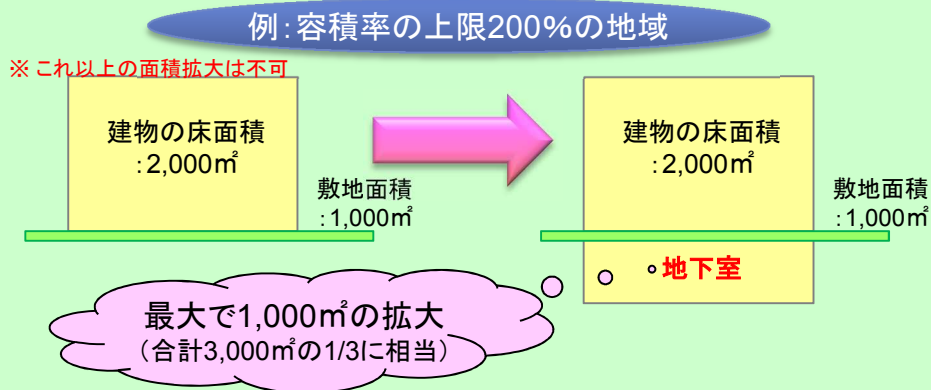 例：容積率の上限200%の地域
※ これ以上の面積拡大は不可
建物の床面積
：2,000㎡
敷地面積
：1,000㎡
建物の床面積
：2,000㎡
敷地面積
：1,000㎡
地下室
最大で1,000㎡の拡大
（合計3,000㎡の1/3に相当）